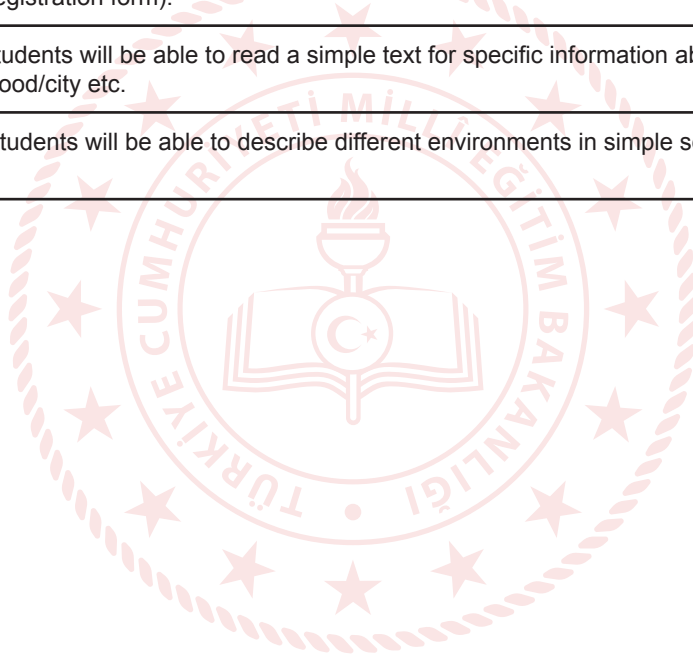 egistration form).
tudents will be able to read a simple text for specific information ab
ood/city etc.
tudents will be able to describe different environments in simple se
TÜRKİYE CUMHURİYETİ MİLLÎ EĞİTİM BAKANLIĞI